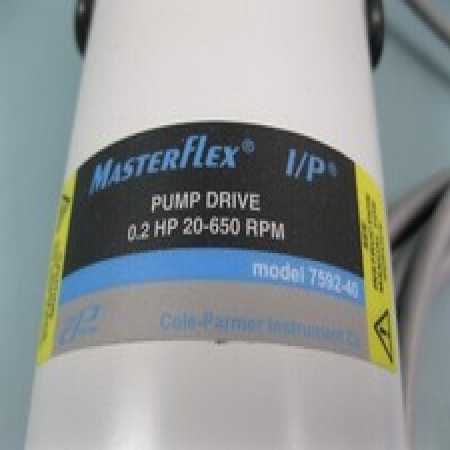 MASTERFLEX® I/P®
PUMP DRIVE
0.2 HP 20-650 RPM
model 7592-40
Cole-Parmer Instrument Co.